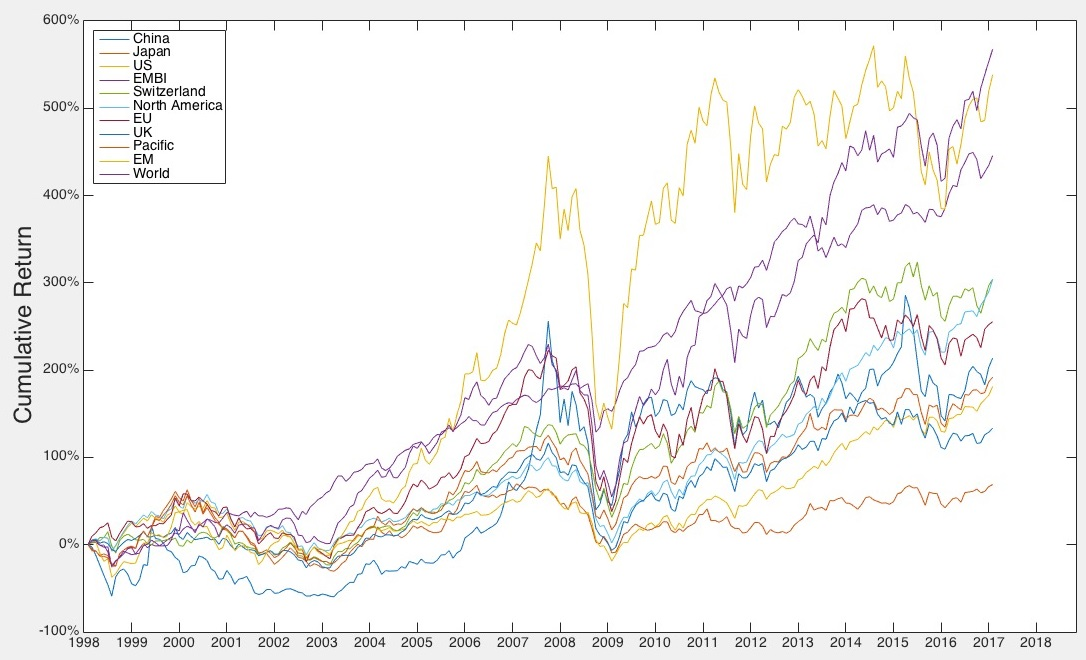 600%
500%
400%
300%
200%
100%
0%
-100%
Cumulative Return
China
Japan
US
EMBI
Switzerland
North America
EU
UK
Pacific
EM
World
1998 1999 2000 2001 2002 2003 2004 2005 2006 2007 2008 2009 2010 2011 2012 2013 2014 2015 2016 2017 2018